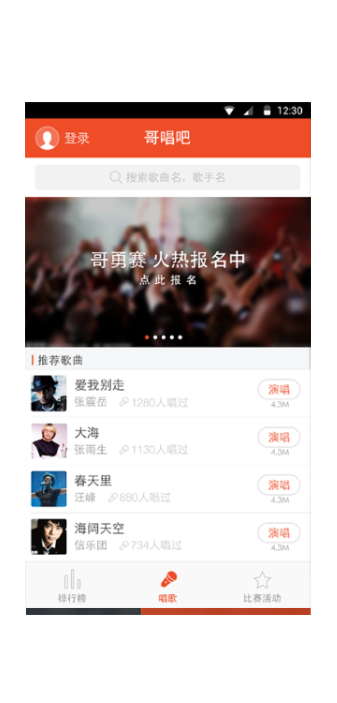 12:30
登录
哥唱吧
搜索歌曲名，歌手名
哥勇赛 火热报名中
点此报名
推荐歌曲
爱我别走
张震岳 1280人唱过
演唱
4.3M
大海
张雨生 1130人唱过
演唱
4.3M
春天里
汪峰 880人唱过
演唱
4.3M
海阔天空
信乐团 734人唱过
演唱
4.3M
排行榜 唱歌 比赛活动